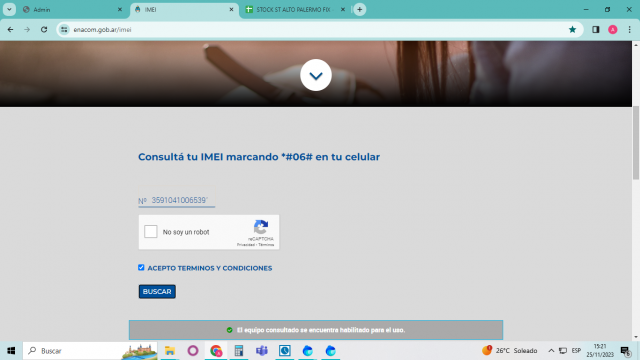 Admin
IMEI
STOCK ST ALTO PALERMO FIX
enacom.gob.ar/imei
A
Consultá tu IMEI marcando *#06# en tu celular
Nº 3591041006539
No soy un robot
reCAPTCHA
Privacidad - Términos
ACEPTO TERMINOS Y CONDICIONES
BUSCAR
El equipo consultado se encuentra habilitado para el uso.
Buscar
26°C Soleado
ESP
15:21
25/11/2023